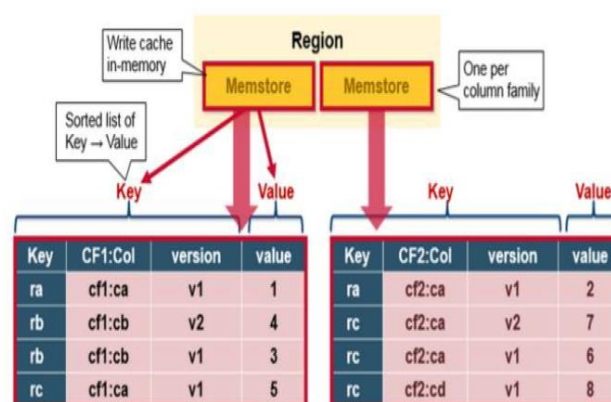 Region
Write cache
in-memory
Memstore
Memstore
One per
column family
Sorted list of
Key → Value
Key
Value
Key
Value
Key CF1:Col version value
ra cf1:ca v1 1
rb cf1:cb v2 4
rb cf1:cb v1 3
rc cf1:ca v1 5
Key CF2:Col version value
ra cf2:ca v1 2
rc cf2:ca v2 7
rc cf2:ca v1 6
rc cf2:cd v1 8